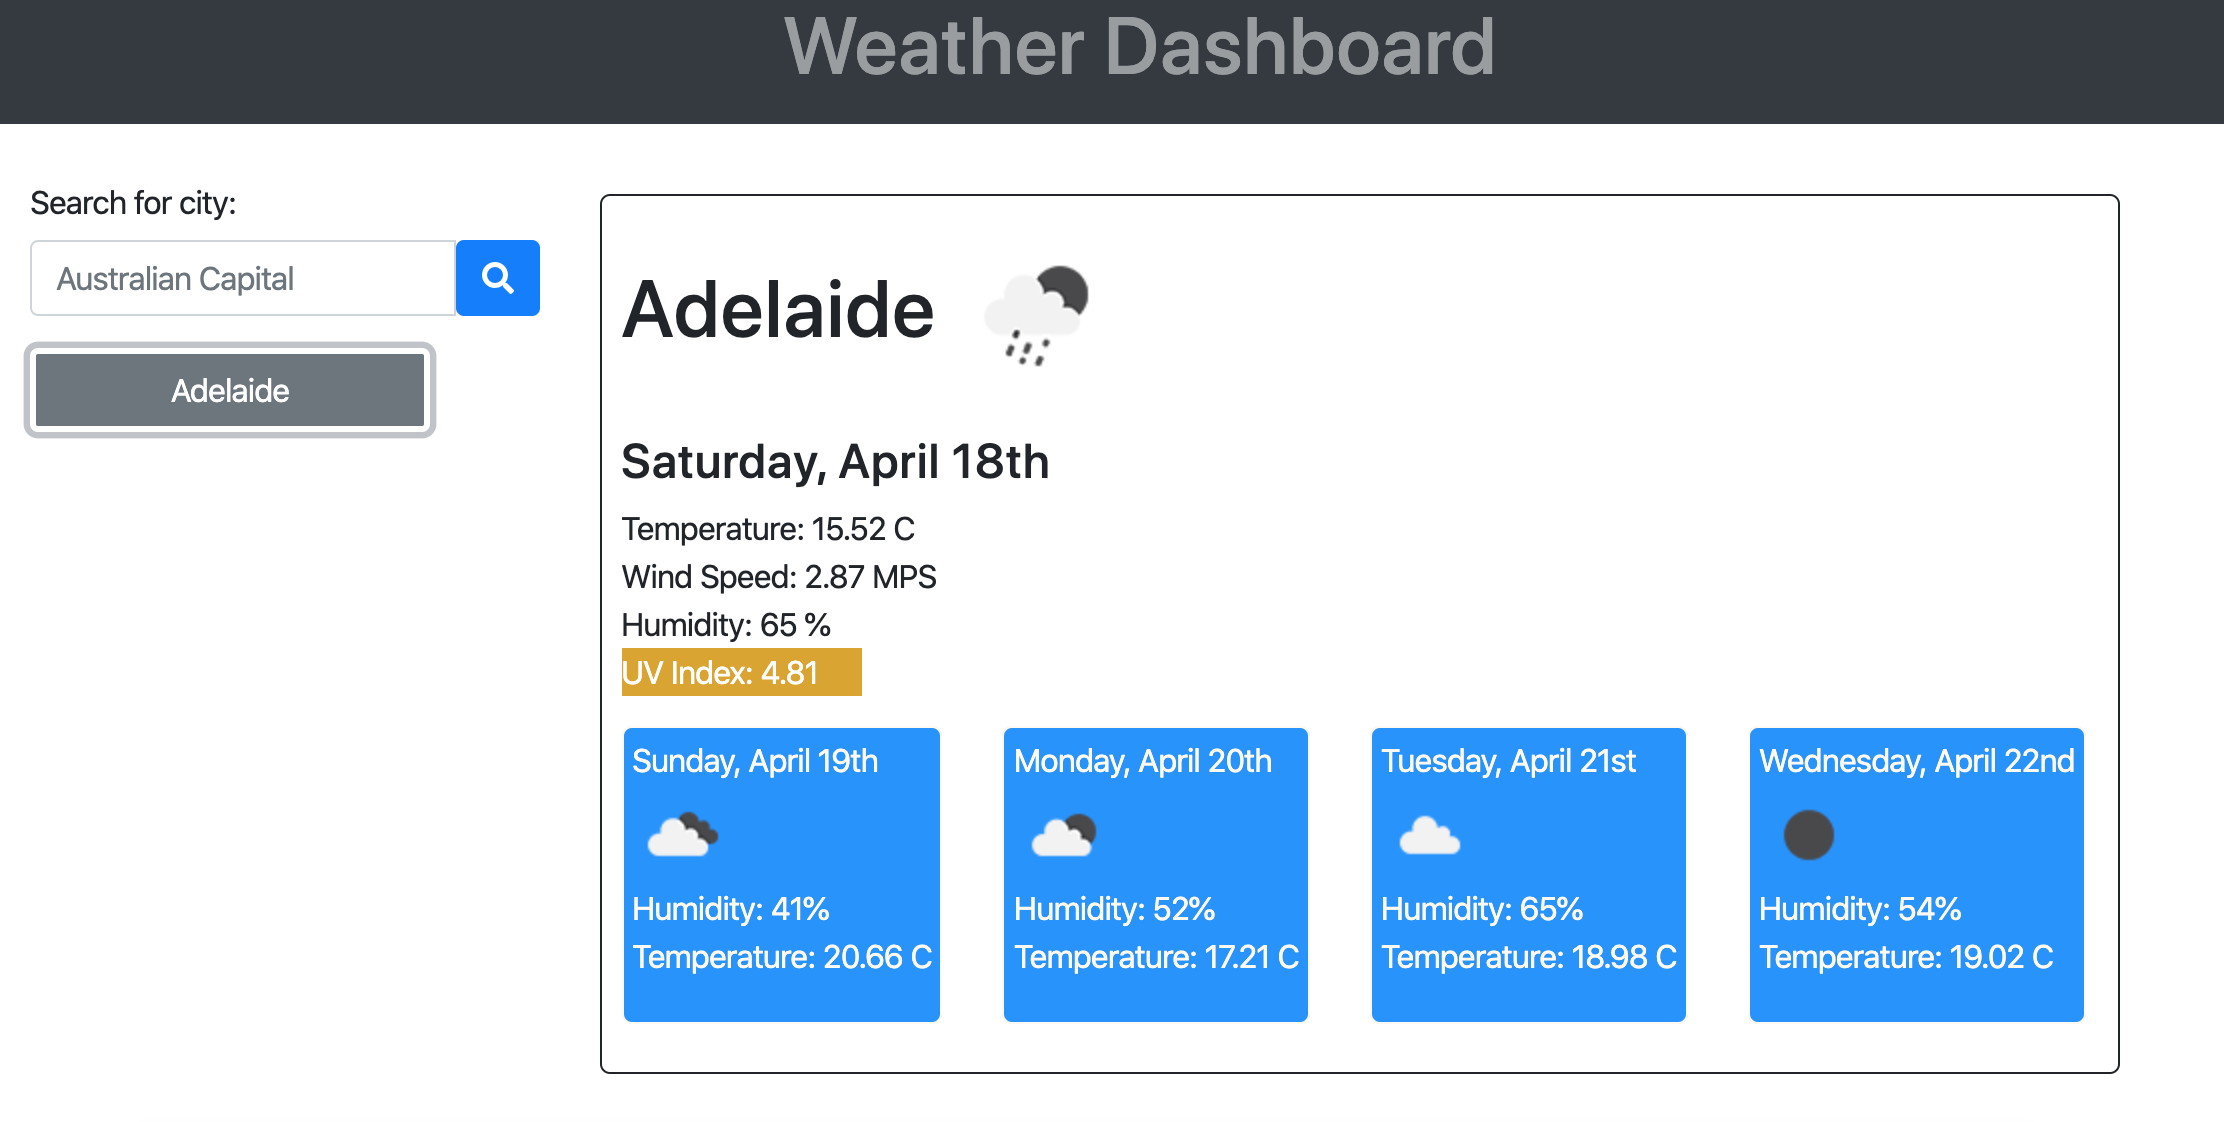 Weather Dashboard
Search for city:
Australian Capital
Adelaide
Adelaide
Saturday, April 18th
Temperature: 15.52 C
Wind Speed: 2.87 MPS
Humidity: 65 %
UV Index: 4.81
Sunday, April 19th
Humidity: 41%
Temperature: 20.66 C
Monday, April 20th
Humidity: 52%
Temperature: 17.21 C
Tuesday, April 21st
Humidity: 65%
Temperature: 18.98 C
Wednesday, April 22nd
Humidity: 54%
Temperature: 19.02 C